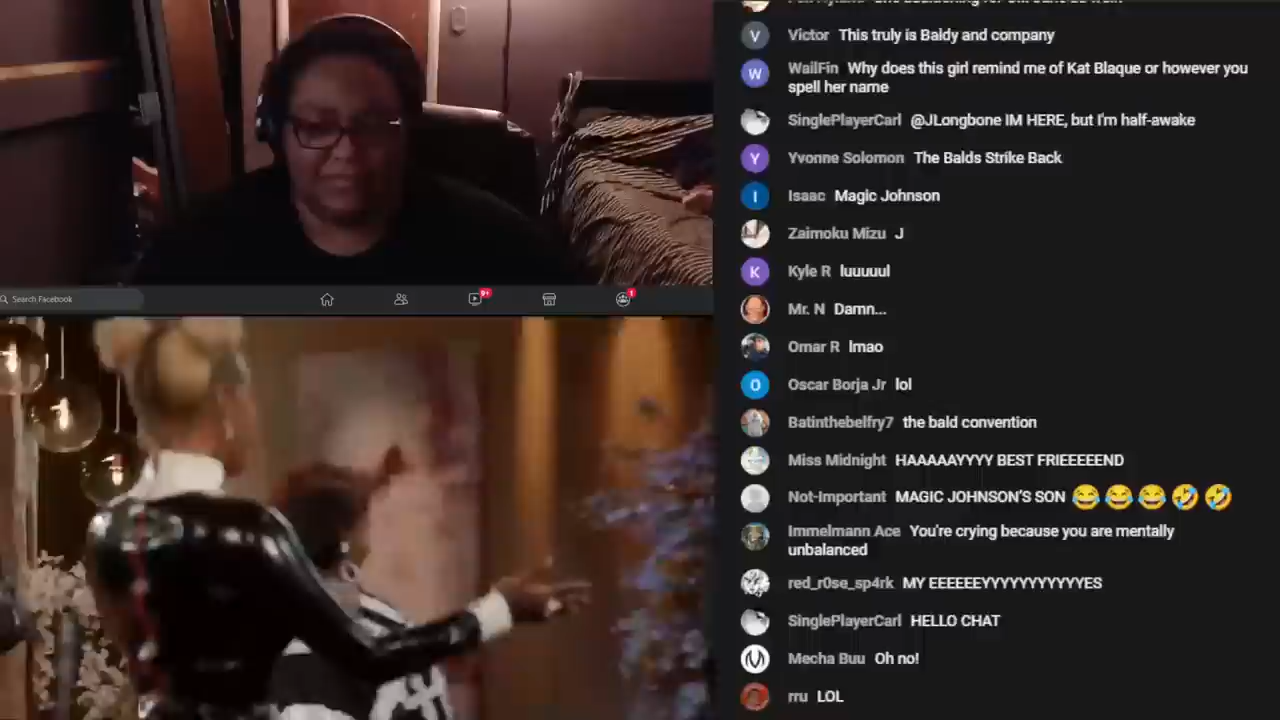 Search Facebook
9+
1
V Victor This truly is Baldy and company
W WailFin Why does this girl remind me of Kat Blaque or however you
spell her name
SinglePlayerCarl @JLongbone IM HERE, but I'm half-awake
Y Yvonne Solomon The Balds Strike Back
I Isaac Magic Johnson
Zaimoku Mizu J
K Kyle R luuuuul
Mr. N Damn...
Omar R lmao
O Oscar Borja Jr lol
Batinthebelfry7 the bald convention
Miss Midnight HAAAAAYYYY BEST FRIEEEEEND
Not-Important MAGIC JOHNSON'S SON 😂😂😂🤣🤣
Immelmann Ace You're crying because you are mentally
unbalanced
red_r0se_sp4rk MY EEEEEEYYYYYYYYYYYES
SinglePlayerCarl HELLO CHAT
Mecha Buu Oh no!
rru LOL